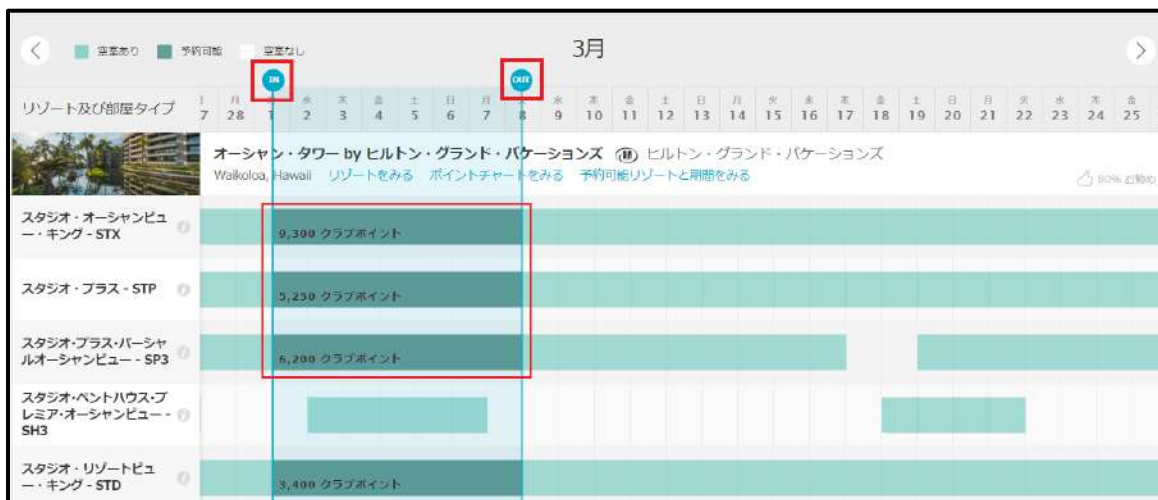 空室あり 予約可能 空室なし
3月
IN OUT
リゾート及び部屋タイプ
月 水 木 金 土 日 月 水 木 金 土 日 月 火 水 木 金 土 日 月 火 水 木 金
7 28 1 2 3 4 5 6 7 8 9 10 11 12 13 14 15 16 17 18 19 20 21 22 23 24 25
オーシャン・タワー by ヒルトン・グランド・バケーションズ ヒルトン・グランド・バケーションズ
Waikoloa, Hawaii リゾートをみる ポイントチャートをみる 予約可能リゾートと期間をみる
80% お勧め
スタジオ・オーシャンビュ
ー・キング - STX
9,300 クラブポイント
スタジオ・プラス - STP
5,250 クラブポイント
スタジオ・プラス・パーシャ
ルオーシャンビュー - SP3
6,200 クラブポイント
スタジオ・ペントハウス・プ
レミア・オーシャンビュー -
SH3
スタジオ・リゾートビュ
ー・キング - STD
3,400 クラブポイント